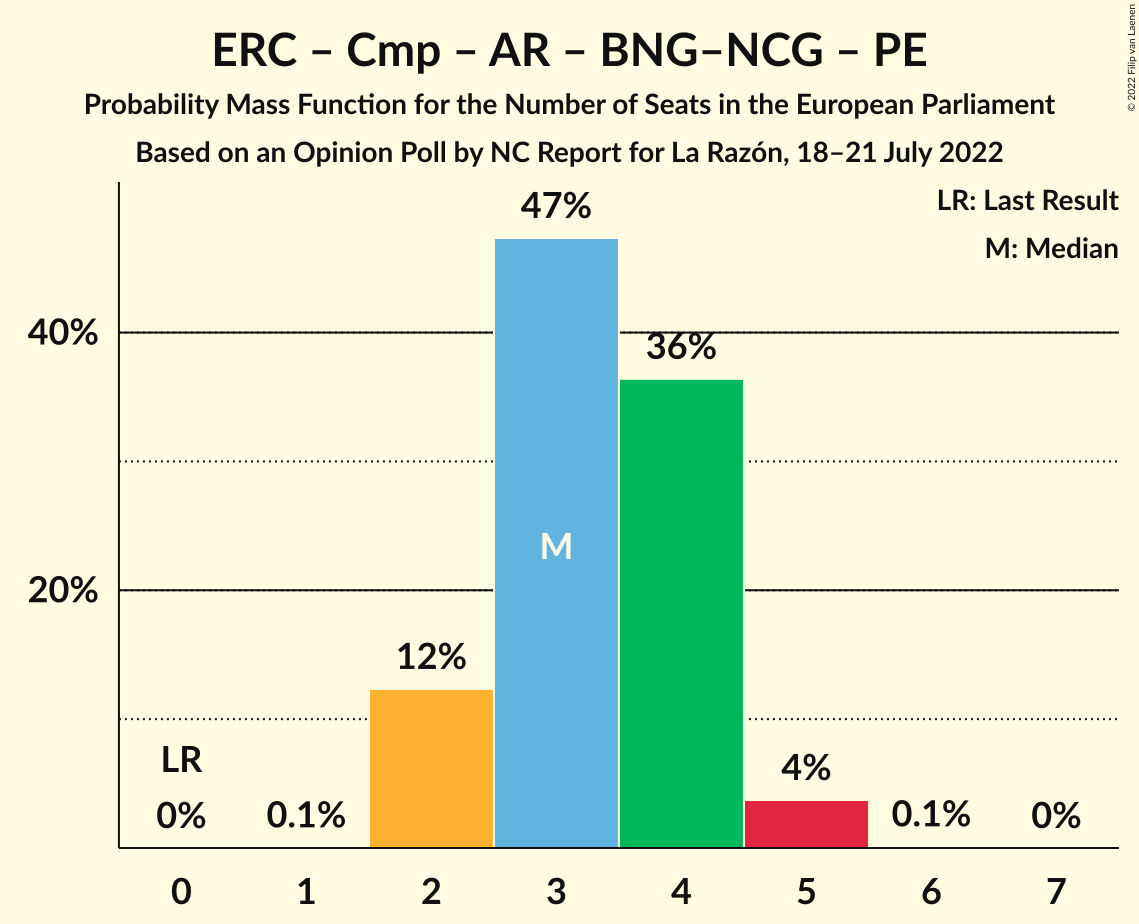 ERC – Cmp – AR – BNG–NCG – PE
Probability Mass Function for the Number of Seats in the European Parliament
Based on an Opinion Poll by NC Report for La Razón, 18–21 July 2022
© 2022 Filip van Laenen
LR: Last Result
M: Median
47%
40%
36%
M
20%
12%
LR
4%
0%
0.1%
0.1%
0%
0 1 2 3 4 5 6 7